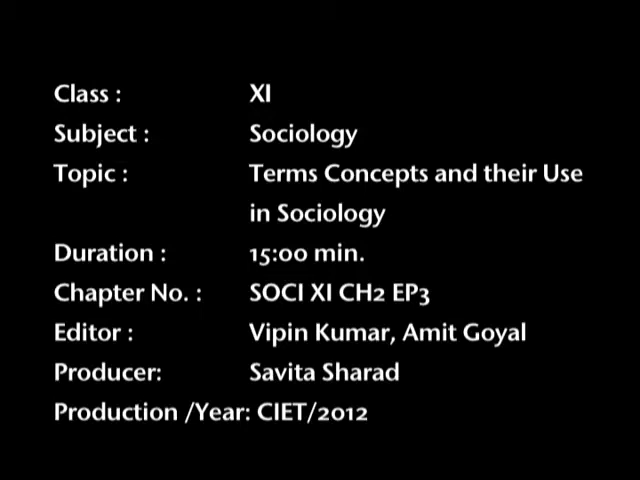 Class : XI
Subject : Sociology
Topic : Terms Concepts and their Use
in Sociology
Duration : 15:00 min.
Chapter No. : SOCI XI CH2 EP3
Editor : Vipin Kumar, Amit Goyal
Producer: Savita Sharad
Production /Year: CIET/2012